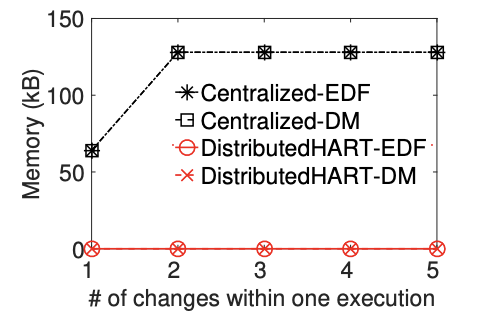 150
100
50
0
Memory (kB)
Centralized-EDF
Centralized-DM
DistributedHART-EDF
DistributedHART-DM
1 2 3 4 5
# of changes within one execution